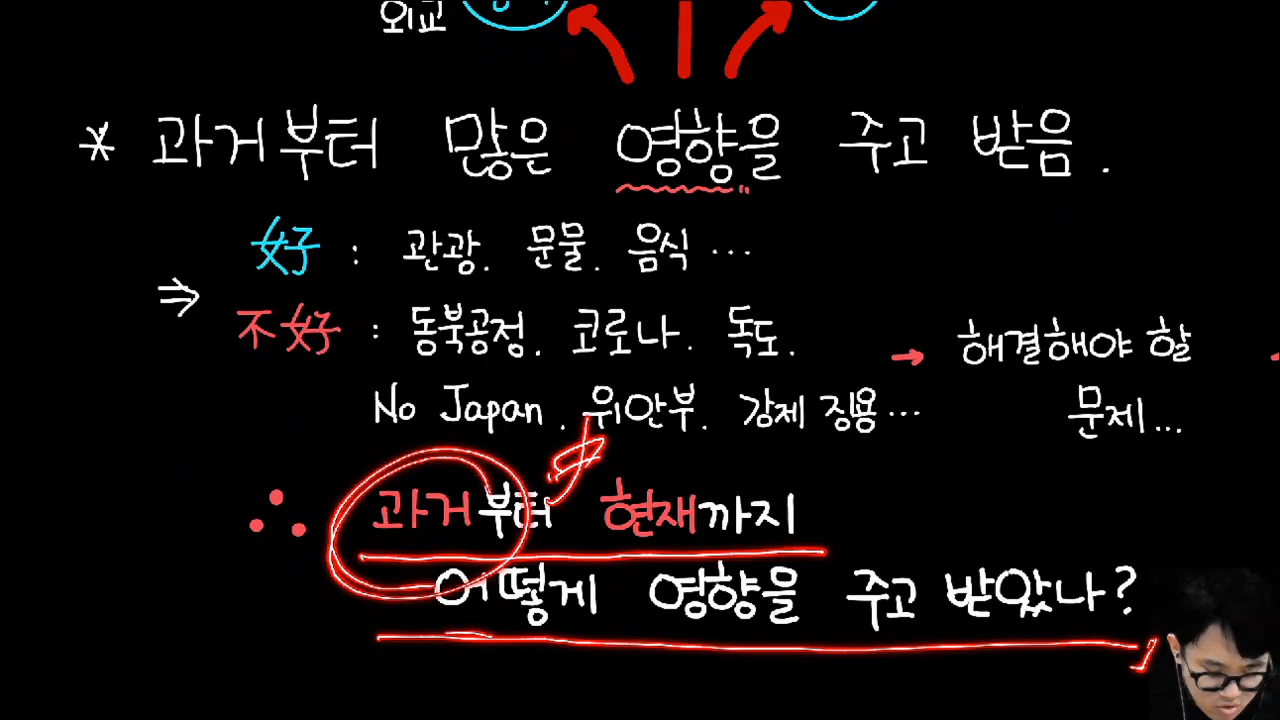 외교
* 과거부터 많은 영향을 주고 받음.
好 : 관광. 문물. 음식 ...
⇒
不好 : 동북공정. 코로나. 독도.
No Japan. 위안부. 강제 징용 ...
→ 해결해야 할
문제...
∴ 과거부터 현재까지
어떻게 영향을 주고 받았나?